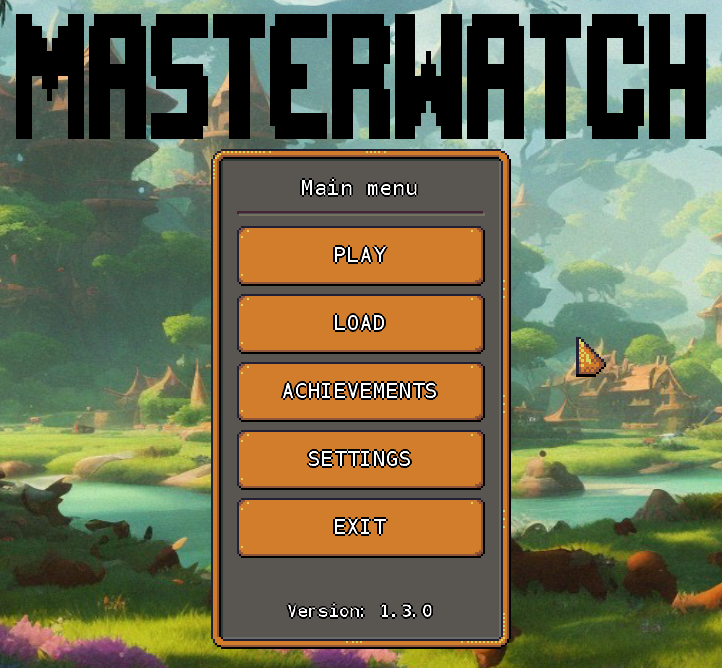 MASTERWATCH
Main menu
PLAY
LOAD
ACHIEVEMENTS
SETTINGS
EXIT
Version: 1.3.0